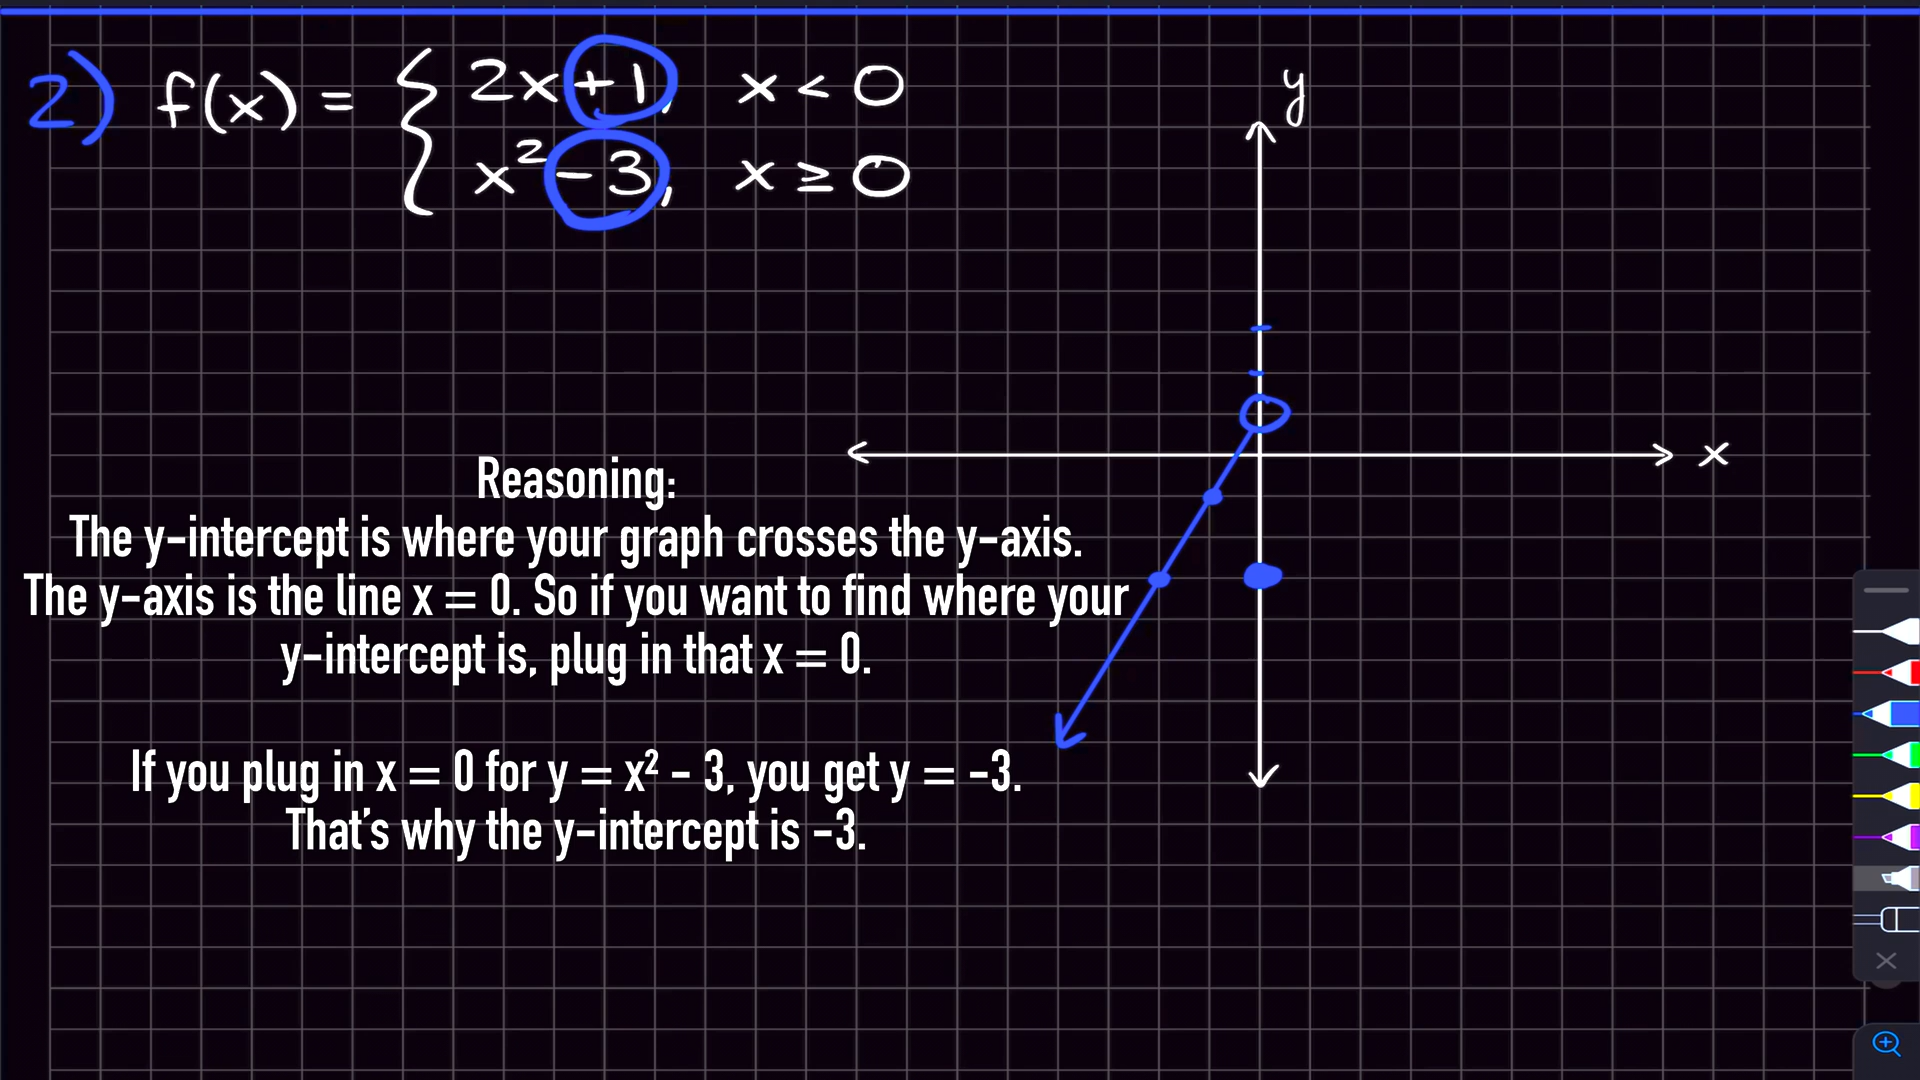 2) f(x) = { 2x + 1, x < 0
x² - 3, x ≥ 0
y
x
Reasoning:
The y-intercept is where your graph crosses the y-axis.
The y-axis is the line x = 0. So if you want to find where your
y-intercept is, plug in that x = 0.
If you plug in x = 0 for y = x² - 3, you get y = -3.
That's why the y-intercept is -3.